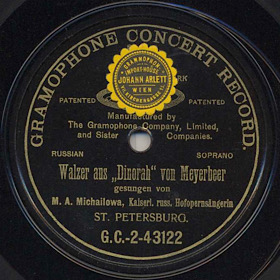 GRAMOPHONE CONCERT RECORD.
GRAMMOPHON
IMPORTHOUSE
JOHANN ARLETT
WIEN
PATENTED PATENTED
Manufactured by
The Gramophone Company, Limited,
and Sister Companies.
RUSSIAN SOPRANO
Walzer aus „Dinorah“ von Meyerbeer
gesungen von
M. A. Michailowa, Kaiserl. russ. Hofopernsängerin
ST. PETERSBURG.
G.C.-2-43122